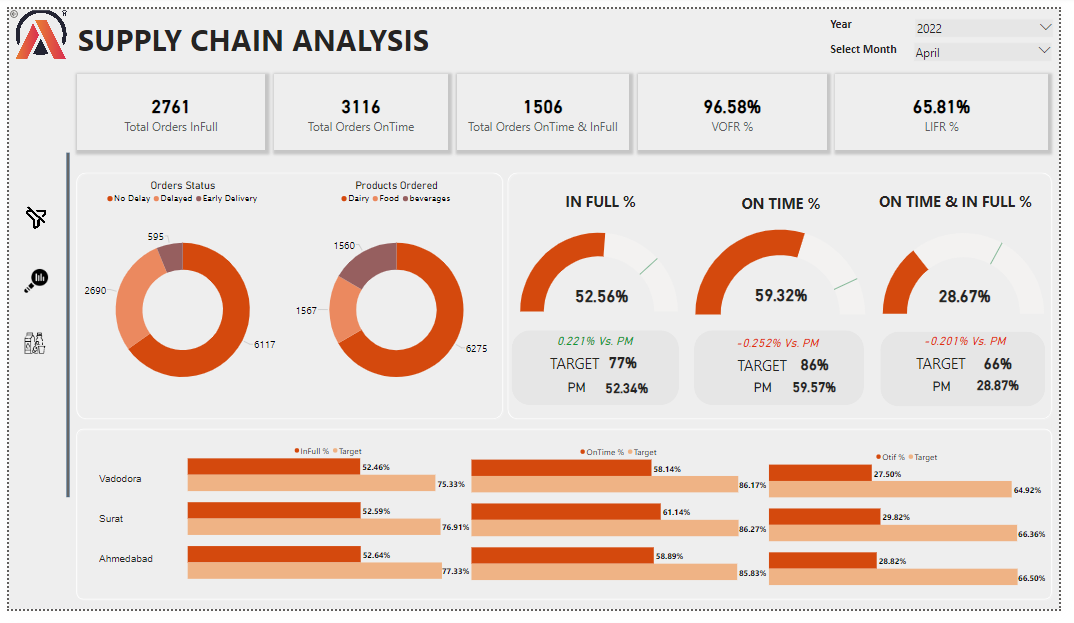 SUPPLY CHAIN ANALYSIS
Year
2022
Select Month
April
2761
Total Orders InFull
3116
Total Orders OnTime
1506
Total Orders OnTime & InFull
96.58%
VOFR %
65.81%
LIFR %
Orders Status
No Delay Delayed Early Delivery
595
2690
6117
Products Ordered
Dairy Food beverages
1560
1567
6275
IN FULL %
52.56%
0.221% Vs. PM
TARGET 77%
PM 52.34%
ON TIME %
59.32%
-0.252% Vs. PM
TARGET 86%
PM 59.57%
ON TIME & IN FULL %
28.67%
-0.201% Vs. PM
TARGET 66%
PM 28.87%
InFull % Target
Vadodora
52.46%
75.33%
Surat
52.59%
76.91%
Ahmedabad
52.64%
77.33%
OnTime % Target
58.14%
86.17%
61.14%
86.27%
58.89%
85.83%
Otif % Target
27.50%
64.92%
29.82%
66.36%
28.82%
66.50%